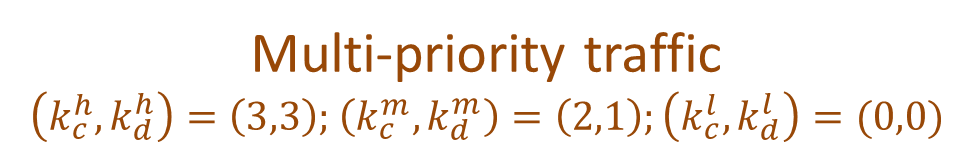 Multi-priority traffic
(k_c^h, k_d^h) = (3,3); (k_c^m, k_d^m) = (2,1); (k_c^l, k_d^l) = (0,0)